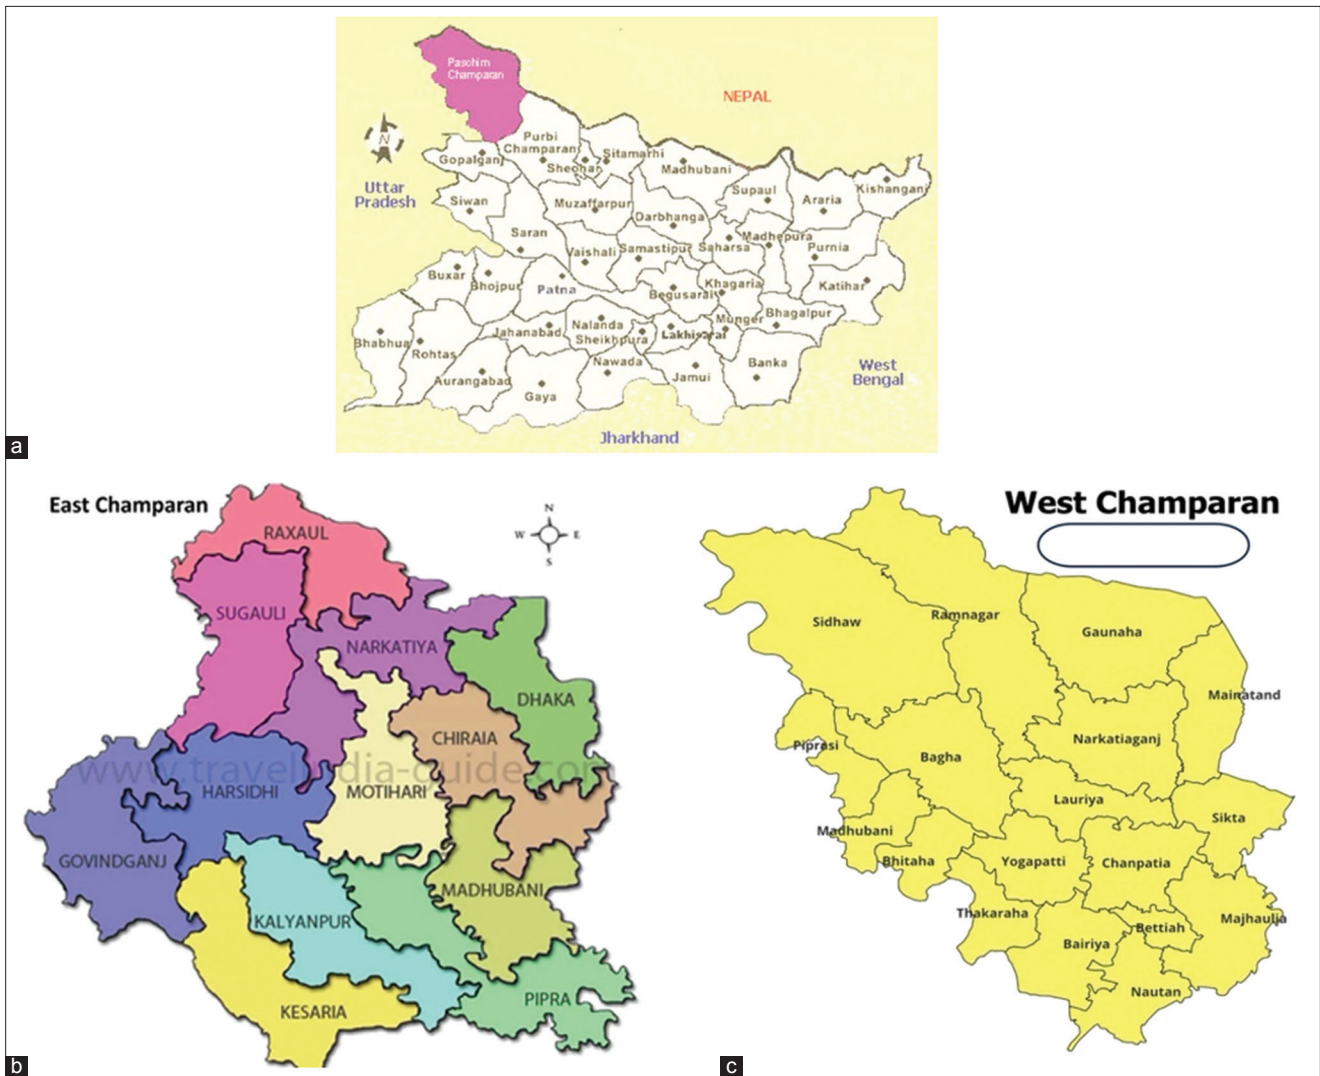 Paschim
Champaran
NEPAL
N
Purbi
Champaran
Gopalganj
Sheohar
Sitamarhi
Madhubani
Uttar
Pradesh
Siwan
Muzaffarpur
Darbhanga
Supaul
Araria
Kishanganj
Saran
Vaishali
Samastipur
Saharsa
Madhepura
Purnia
Buxar
Bhojpur
Patna
Begusarai
Khagaria
Katihar
Bhabhua
Rohtas
Jahanabad
Nalanda
Sheikhpura
Lakhisarai
Munger
Bhagalpur
Aurangabad
Gaya
Nawada
Jamui
Banka
West
Bengal
Jharkhand
a
East Champaran
N
W E
S
RAXAUL
SUGAULI
NARKATIYA
DHAKA
CHIRAIA
www.travelindia-guide.com
HARSIDHI
MOTIHARI
GOVINDGANJ
MADHUBANI
KALYANPUR
PIPRA
KESARIA
b
West Champaran
Sidhaw
Ramnagar
Gaunaha
Mainatand
Piprasi
Bagha
Narkatiaganj
Lauriya
Sikta
Madhubani
Bhitaha
Yogapatti
Chanpatia
Thakaraha
Bairiya
Bettiah
Majhaulia
Nautan
c